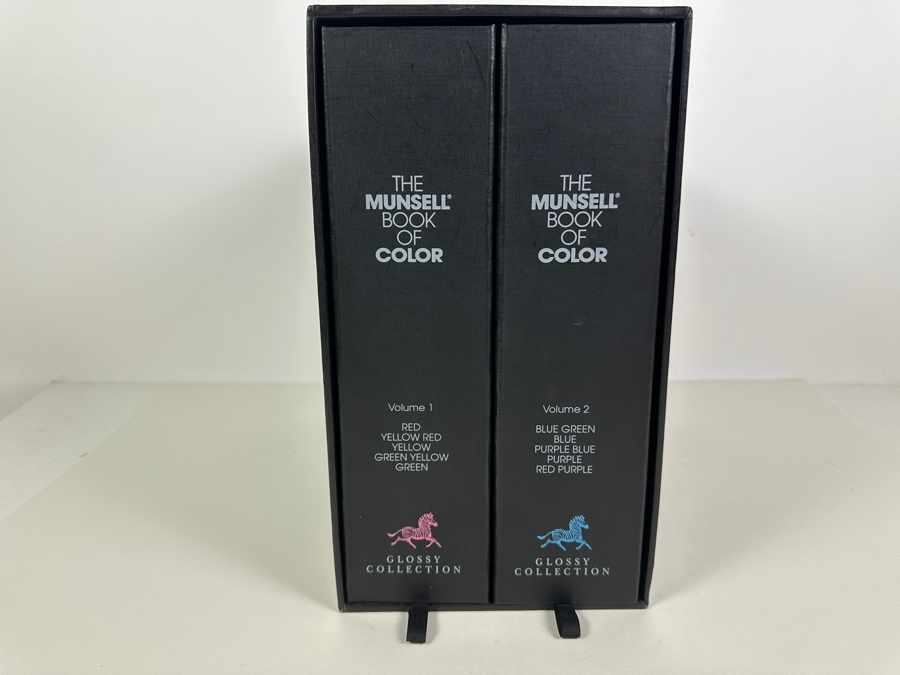 THE
MUNSELL®
BOOK
OF
COLOR
Volume 1
RED
YELLOW RED
YELLOW
GREEN YELLOW
GREEN
GLOSSY
COLLECTION
THE
MUNSELL®
BOOK
OF
COLOR
Volume 2
BLUE GREEN
BLUE
PURPLE BLUE
PURPLE
RED PURPLE
GLOSSY
COLLECTION